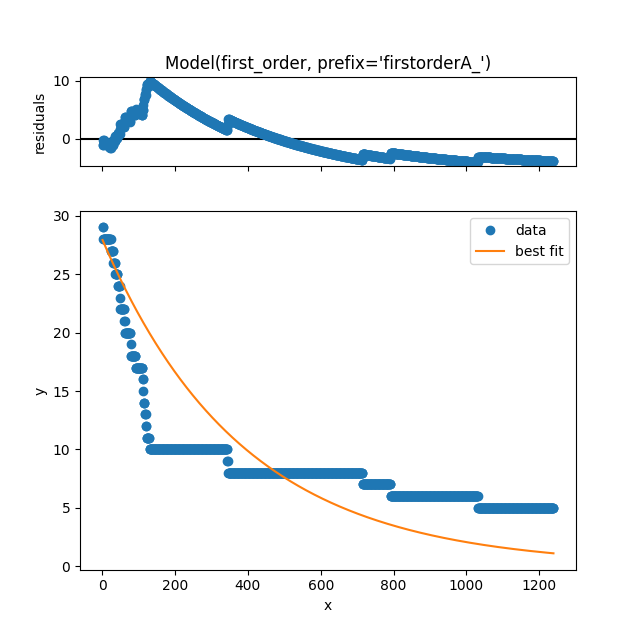 Model(first_order, prefix='firstorderA_')
10
0
residuals
30
25
20
15
10
5
0
y
data
best fit
0 200 400 600 800 1000 1200
x